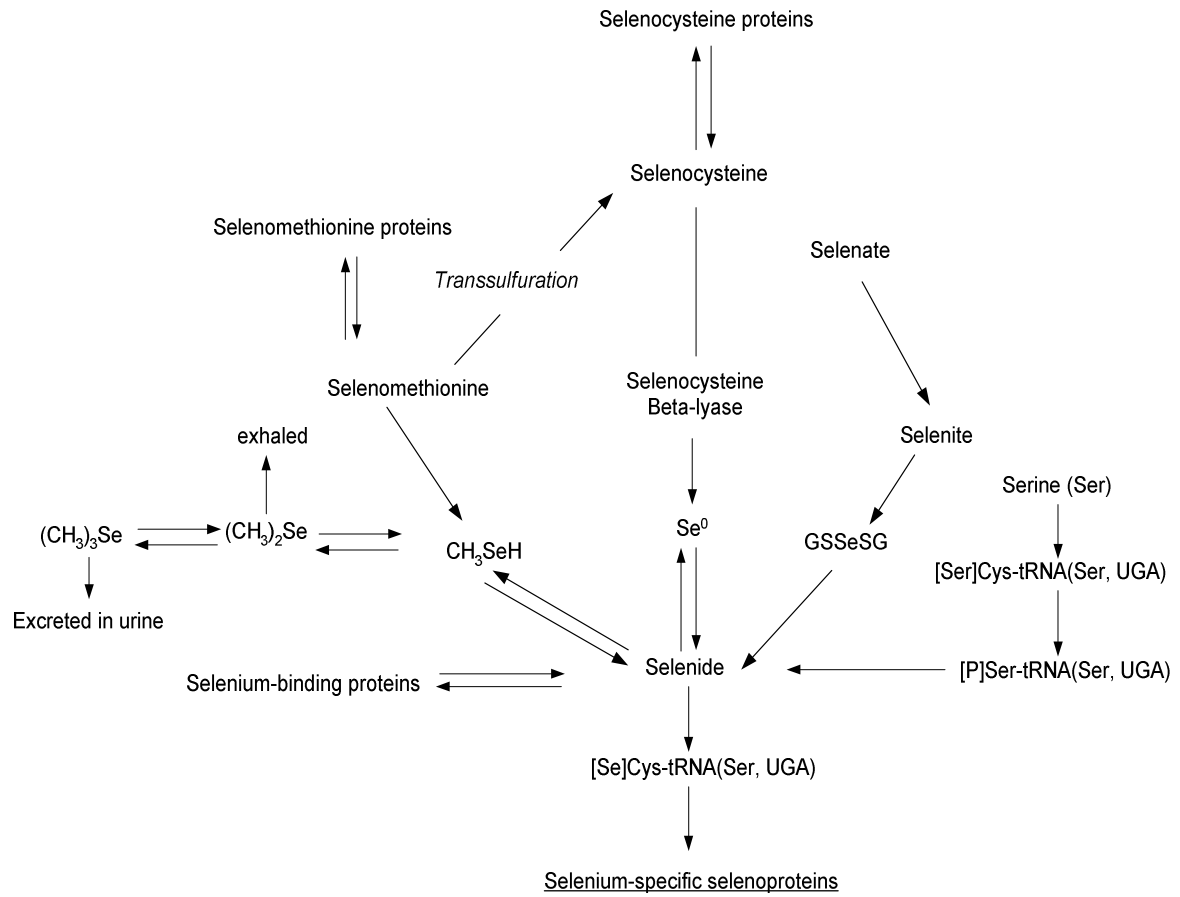 Selenocysteine proteins
Selenocysteine
Selenomethionine proteins
Selenate
Transsulfuration
Selenomethionine
Selenocysteine
Beta-lyase
exhaled
Selenite
Serine (Ser)
(CH3)3Se
(CH3)2Se
CH3SeH
Se0
GSSeSG
[Ser]Cys-tRNA(Ser, UGA)
Excreted in urine
Selenium-binding proteins
Selenide
[P]Ser-tRNA(Ser, UGA)
[Se]Cys-tRNA(Ser, UGA)
Selenium-specific selenoproteins